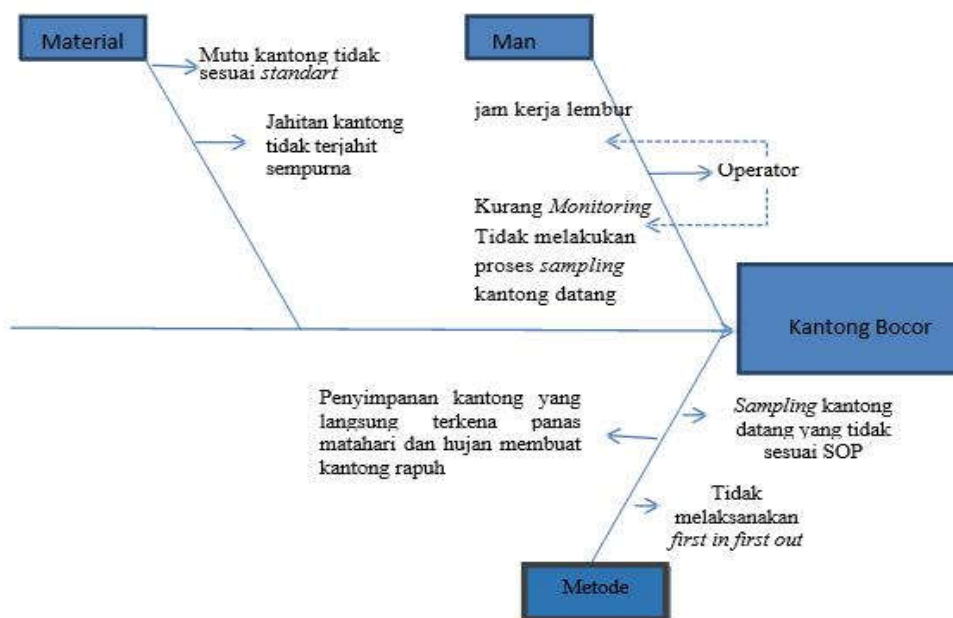 Material
Mutu kantong tidak
sesuai standart
Jahitan kantong
tidak terjahit
sempurna
Man
jam kerja lembur
Operator
Kurang Monitoring
Tidak melakukan
proses sampling
kantong datang
Kantong Bocor
Penyimpanan kantong yang
langsung terkena panas
matahari dan hujan membuat
kantong rapuh
Sampling kantong
datang yang tidak
sesuai SOP
Tidak
melaksanakan
first in first out
Metode